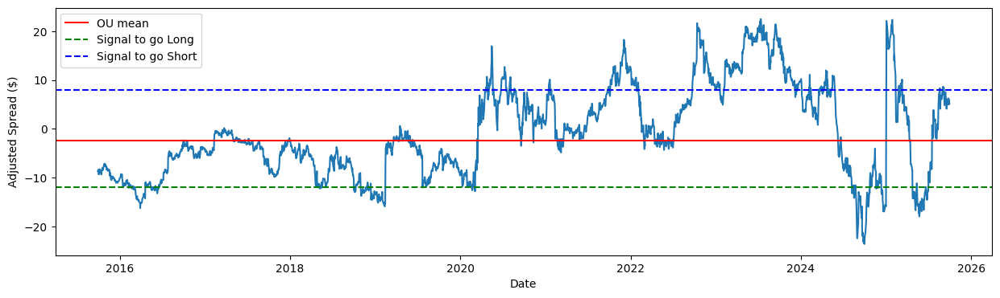 OU mean
Signal to go Long
Signal to go Short
Adjusted Spread ($)
20
10
0
−10
−20
2016
2018
2020
2022
2024
2026
Date